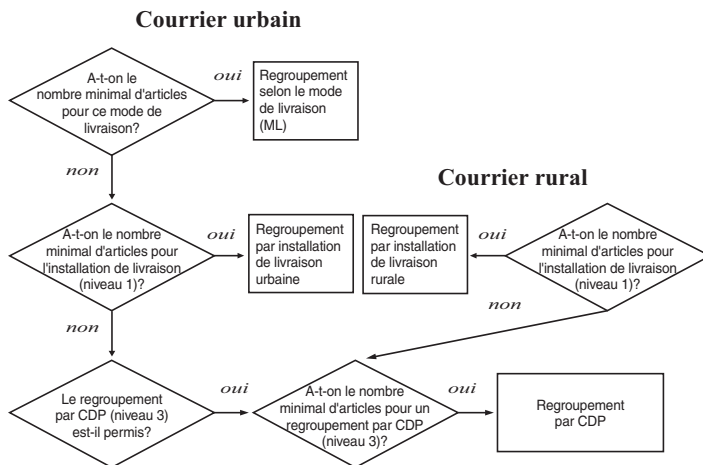 Courrier urbain
A-t-on le
nombre minimal d'articles
pour ce mode de
livraison?
oui
Regroupement
selon le mode
de livraison
(ML)
non
Courrier rural
A-t-on le nombre
minimal d'articles pour
l'installation de livraison
(niveau 1)?
oui
Regroupement
par installation
de livraison
urbaine
Regroupement
par installation
de livraison
rurale
oui
A-t-on le nombre
minimal d'articles pour
l'installation de livraison
(niveau 1)?
non
non
Le regroupement
par CDP (niveau 3)
est-il permis?
oui
A-t-on le nombre
minimal d'articles pour un
regroupement par CDP
(niveau 3)?
oui
Regroupement
par CDP